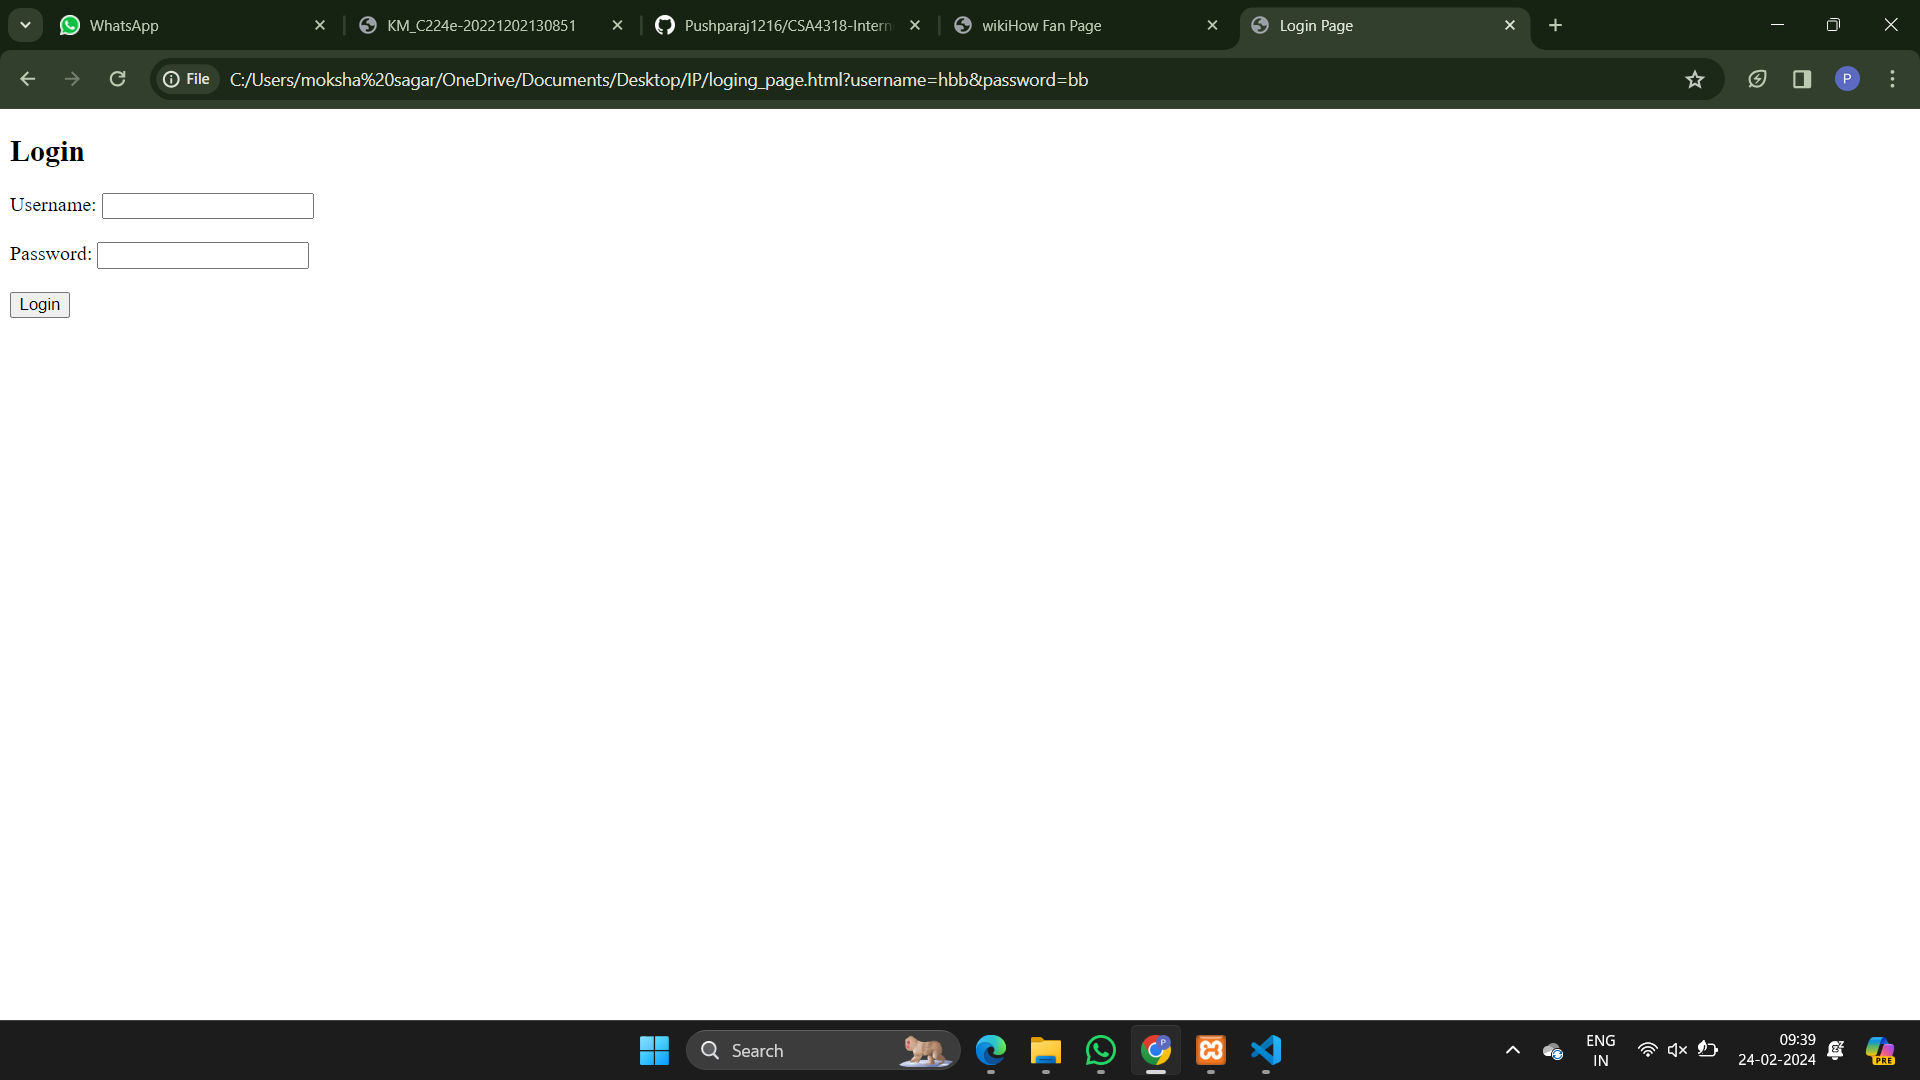 WhatsApp
KM_C224e-20221202130851
Pushparaj1216/CSA4318-Intern
wikiHow Fan Page
Login Page
File
C:/Users/moksha%20sagar/OneDrive/Documents/Desktop/IP/loging_page.html?username=hbb&password=bb
P
Login
Username:
Password:
Login
Search
P
ENG
IN
09:39
24-02-2024
PRE